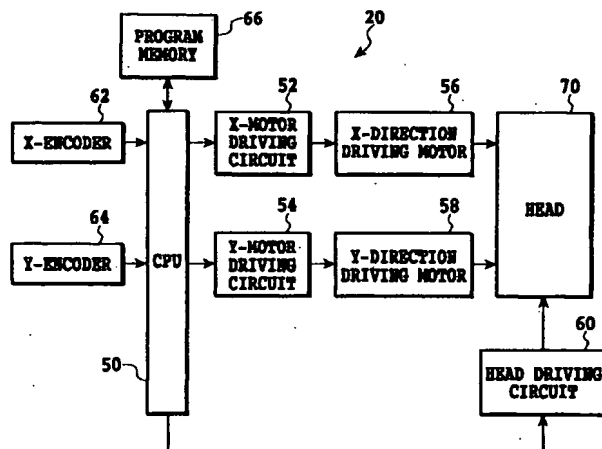 66
20
PROGRAM
MEMORY
62
52
56
70
X-ENCODER
X-MOTOR
DRIVING
CIRCUIT
X-DIRECTION
DRIVING MOTOR
HEAD
64
54
58
Y-ENCODER
CPU
Y-MOTOR
DRIVING
CIRCUIT
Y-DIRECTION
DRIVING MOTOR
60
50
HEAD DRIVING
CIRCUIT